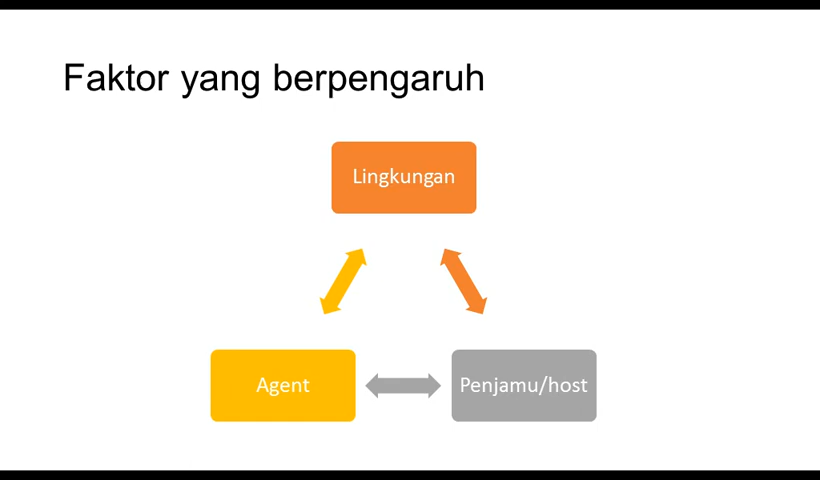 Faktor yang berpengaruh
Lingkungan
Agent
Penjamu/host